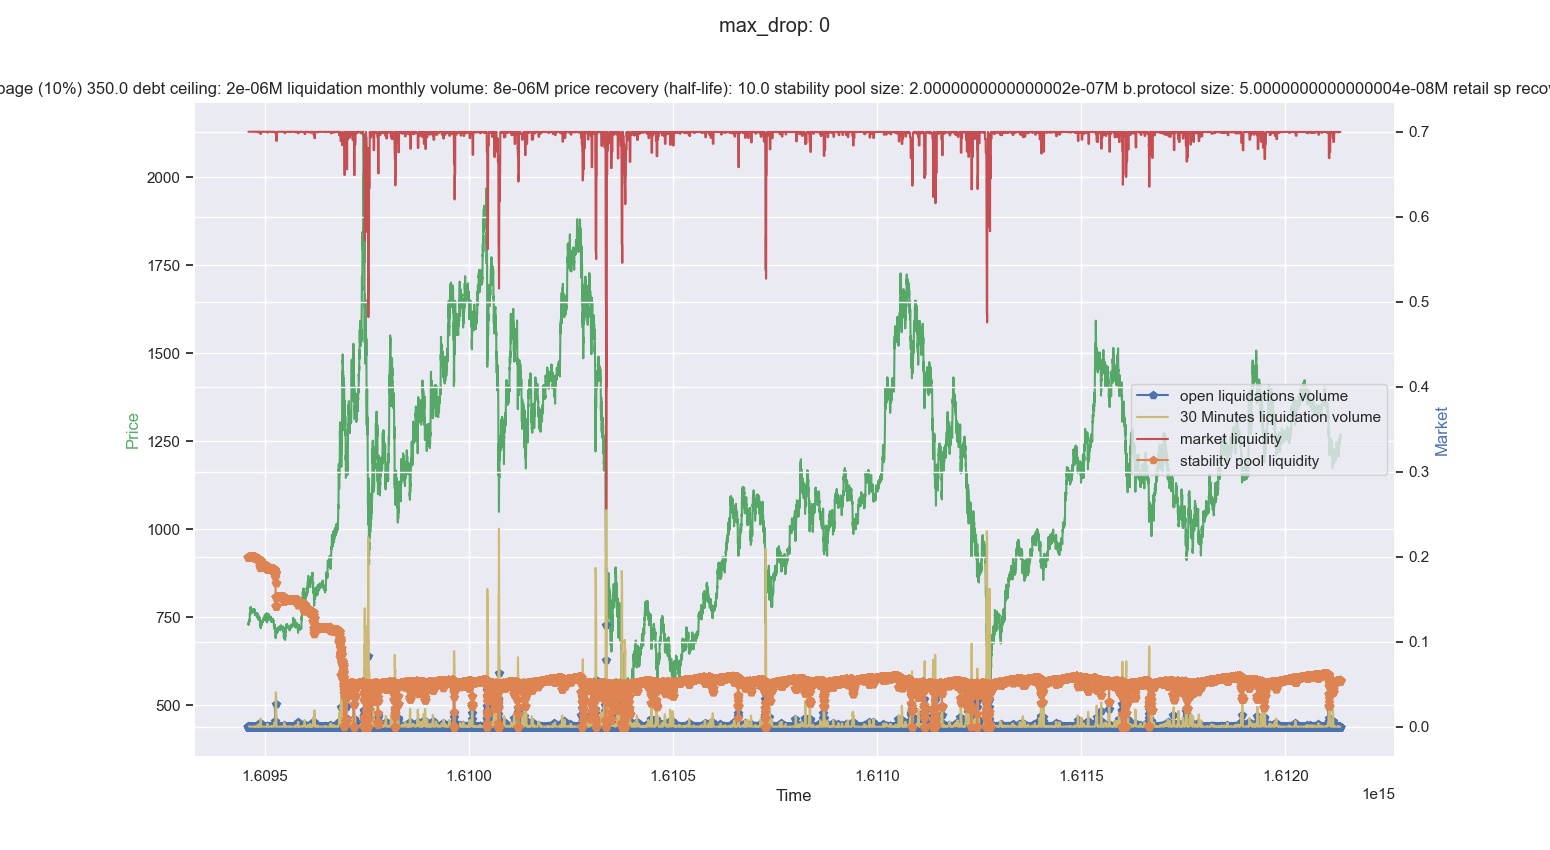 max_drop: 0
(10%) 350.0 debt ceiling: 2e-06M liquidation monthly volume: 8e-06M price recovery (half-life): 10.0 stability pool size: 2.0000000000000002e-07M b.protocol size: 5.0000000000000004e-08M retail sp
2000
1750
1500
1250
1000
750
500
Price
0.7
0.6
0.5
0.4
0.3
0.2
0.1
0.0
Market
open liquidations volume
30 Minutes liquidation volume
market liquidity
stability pool liquidity
1.6095 1.6100 1.6105 1.6110 1.6115 1.6120
Time
1e15